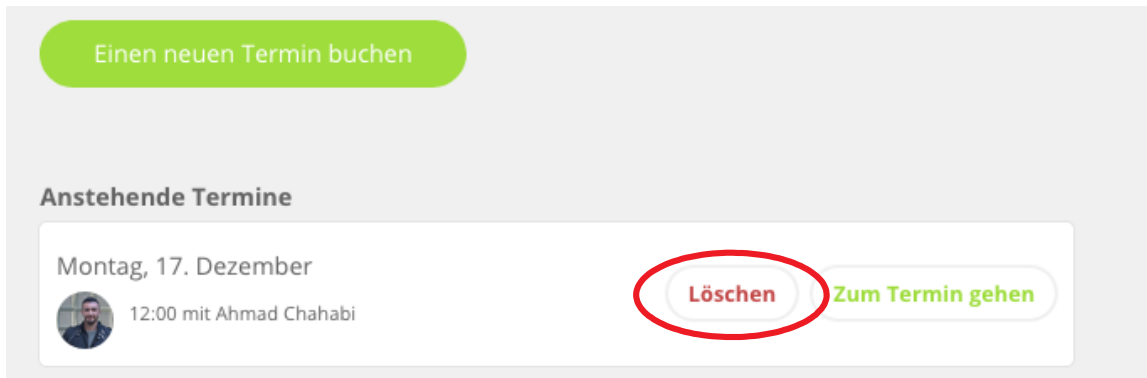 Einen neuen Termin buchen
Anstehende Termine
Montag, 17. Dezember
12:00 mit Ahmad Chahabi
Löschen
Zum Termin gehen